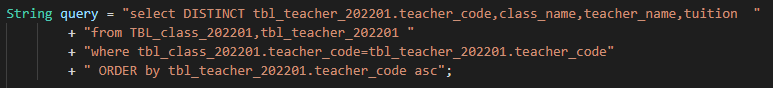 String query = "select DISTINCT tbl_teacher_202201.teacher_code,class_name,teacher_name,tuition  "
+ "from TBL_class_202201,tbl_teacher_202201 "
+ "where tbl_class_202201.teacher_code=tbl_teacher_202201.teacher_code"
+ " ORDER by tbl_teacher_202201.teacher_code asc";